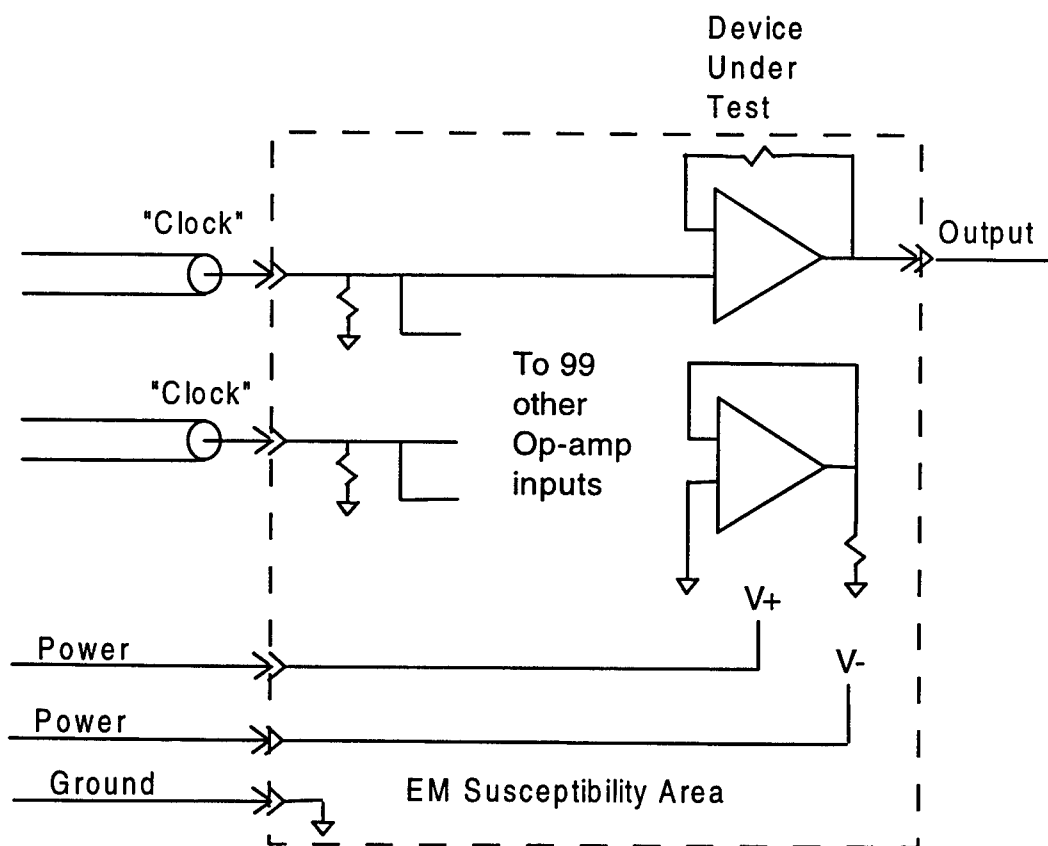 Device
Under
Test
"Clock"
Output
To 99
other
Op-amp
inputs
"Clock"
V+
Power
V-
Power
Ground
EM Susceptibility Area